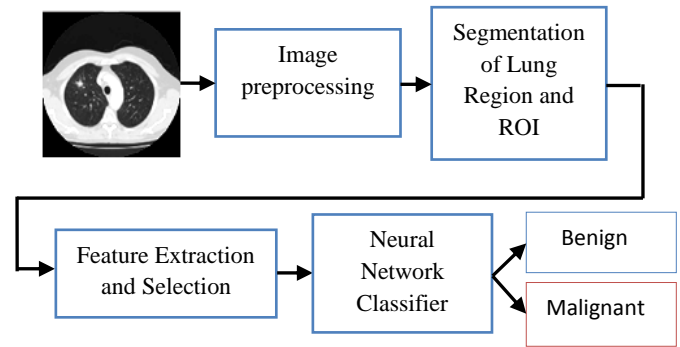 Image
preprocessing
Segmentation
of Lung
Region and
ROI
Feature Extraction
and Selection
Neural
Network
Classifier
Benign
Malignant